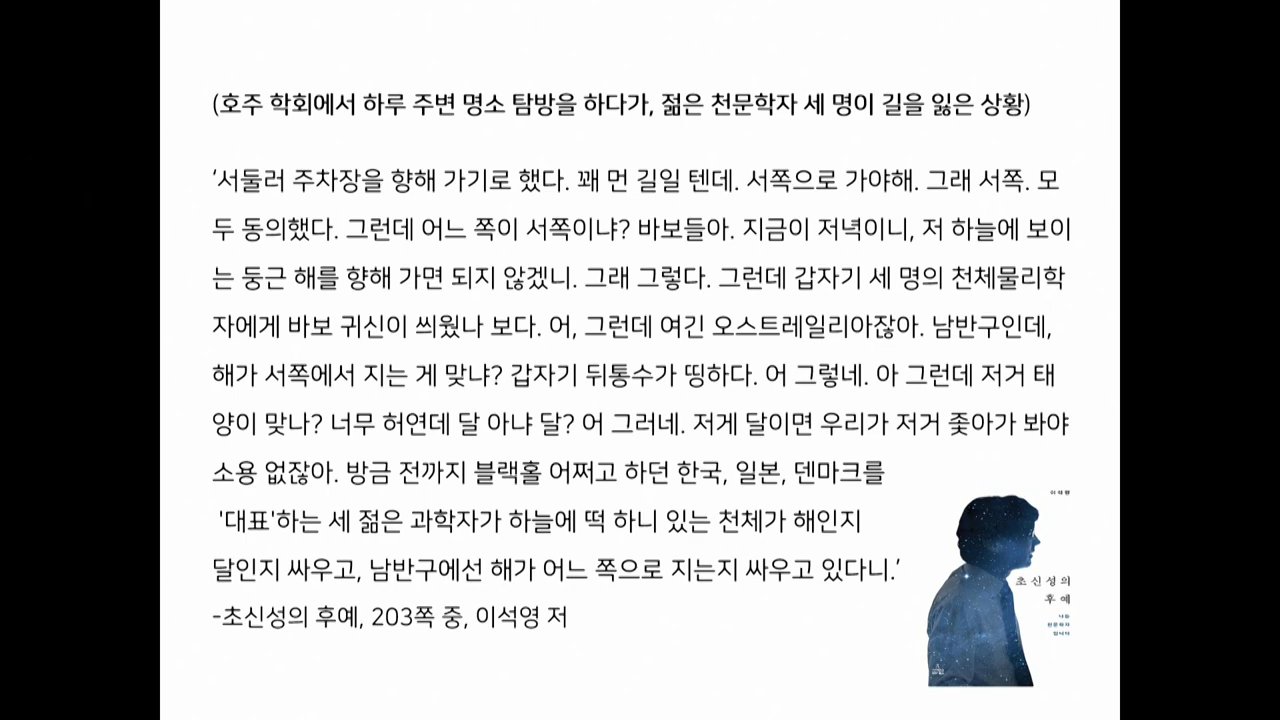 (호주 학회에서 하루 주변 명소 탐방을 하다가, 젊은 천문학자 세 명이 길을 잃은 상황)
‘서둘러 주차장을 향해 가기로 했다. 꽤 먼 길일 텐데. 서쪽으로 가야해. 그래 서쪽. 모
두 동의했다. 그런데 어느 쪽이 서쪽이냐? 바보들아. 지금이 저녁이니, 저 하늘에 보이
는 둥근 해를 향해 가면 되지 않겠니. 그래 그렇다. 그런데 갑자기 세 명의 천체물리학
자에게 바보 귀신이 씌웠나 보다. 어, 그런데 여긴 오스트레일리아잖아. 남반구인데,
해가 서쪽에서 지는 게 맞냐? 갑자기 뒤통수가 띵하다. 어 그렇네. 아 그런데 저거 태
양이 맞나? 너무 허연데 달 아냐 달? 어 그러네. 저게 달이면 우리가 저거 좇아가 봐야
소용 없잖아. 방금 전까지 블랙홀 어쩌고 하던 한국, 일본, 덴마크를
'대표'하는 세 젊은 과학자가 하늘에 떡 하니 있는 천체가 해인지
달인지 싸우고, 남반구에선 해가 어느 쪽으로 지는지 싸우고 있다니.’
-초신성의 후예, 203쪽 중, 이석영 저
이석영
초신성의
후예
나는
천문학자
입니다